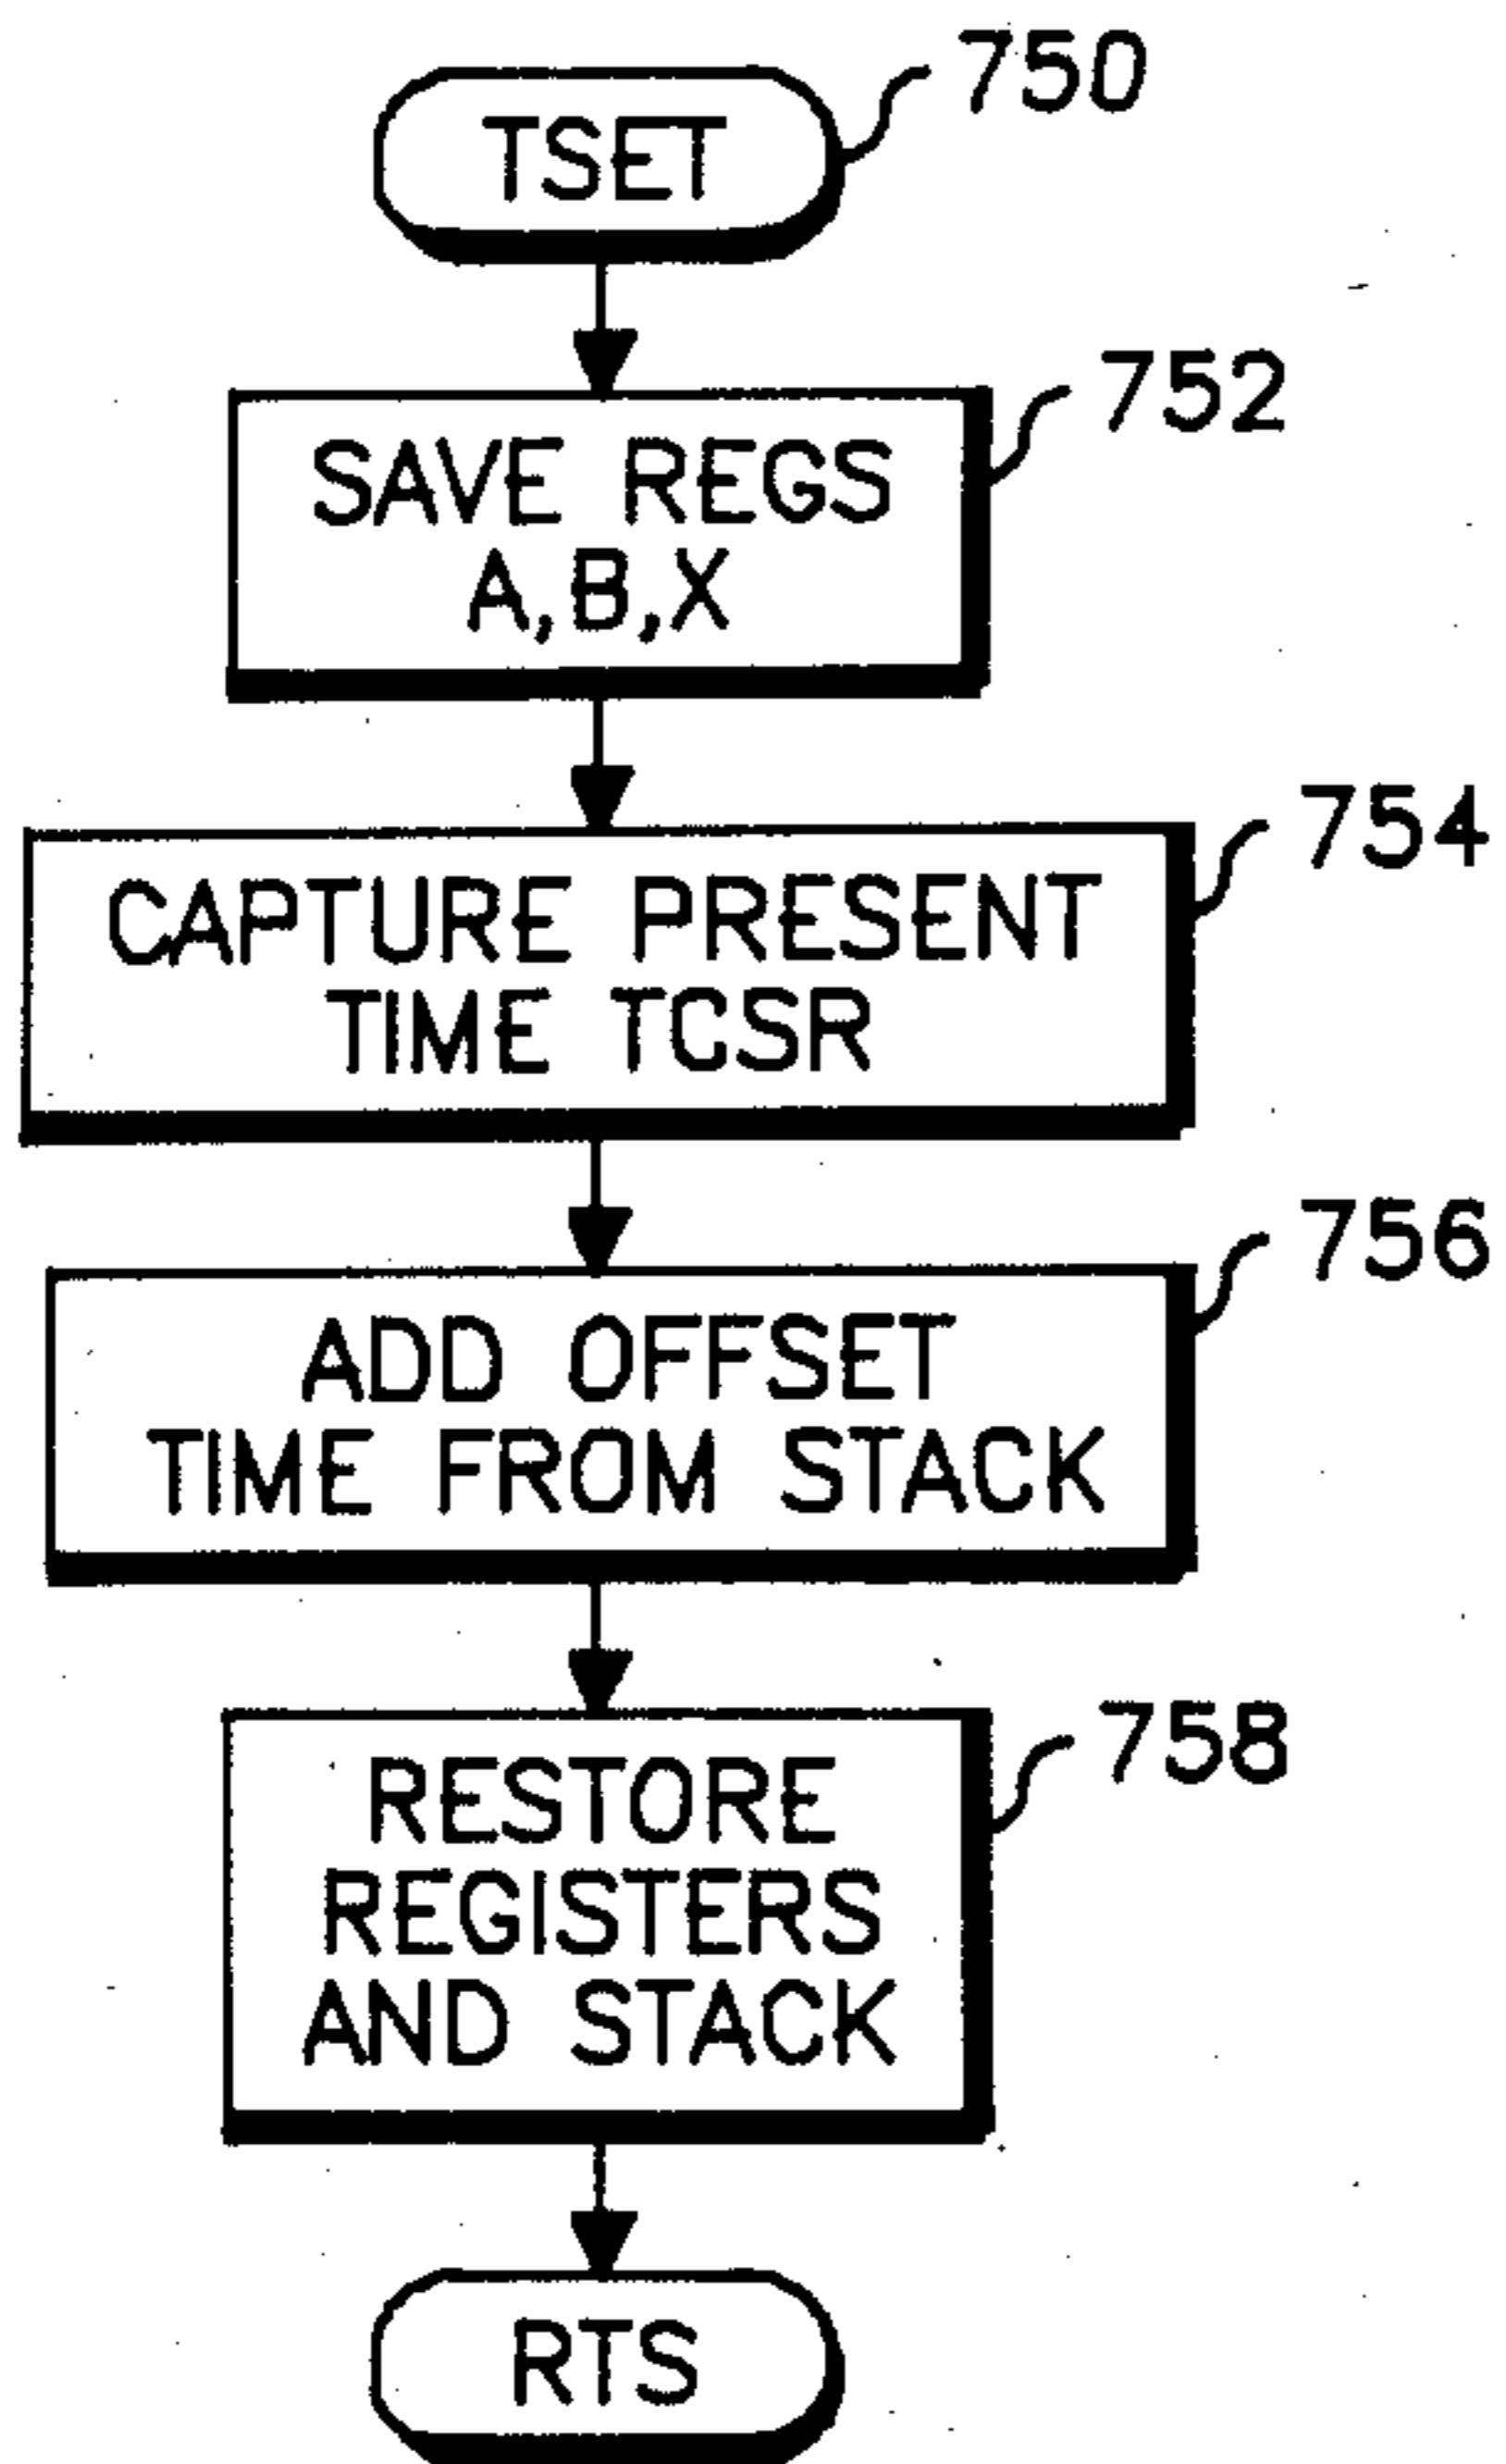 750
TSET
752
SAVE REGS
A,B,X
754
CAPTURE PRESENT
TIME TCSR
756
ADD OFFSET
TIME FROM STACK
758
RESTORE
REGISTERS
AND STACK
RTS